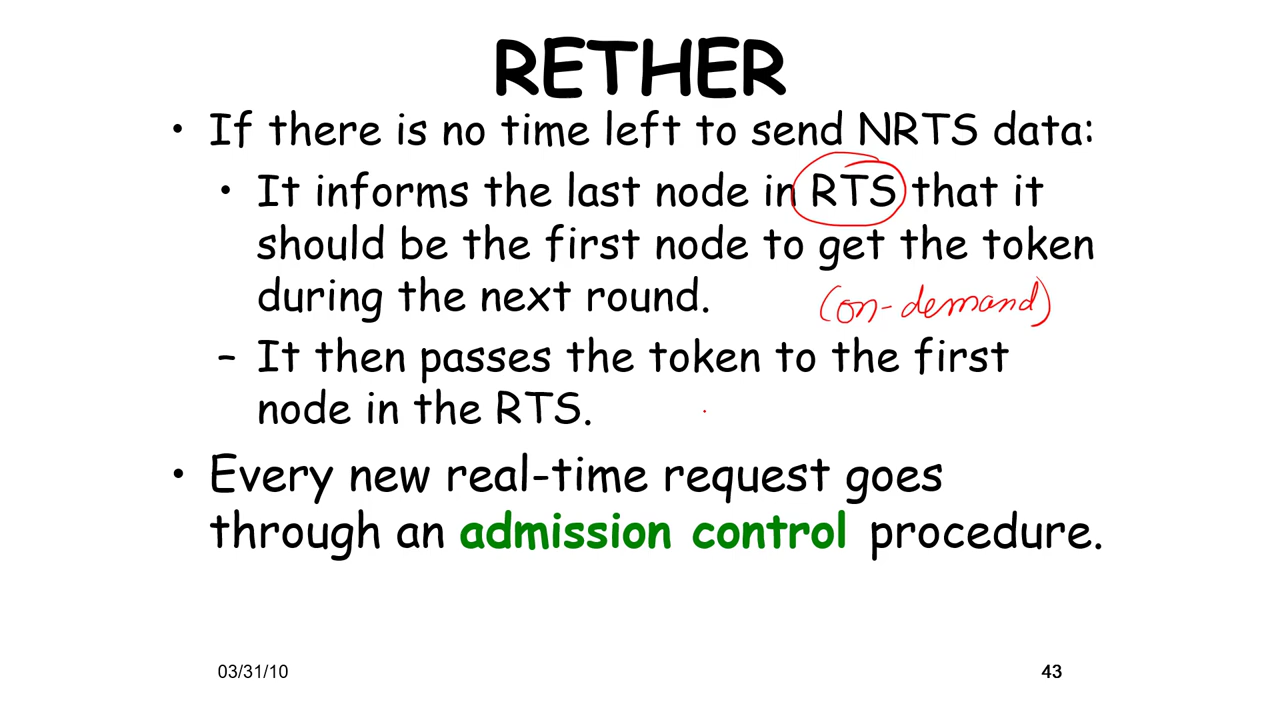 RETHER
• If there is no time left to send NRTS data:
• It informs the last node in RTS that it
should be the first node to get the token
during the next round.
(on-demand)
– It then passes the token to the first
node in the RTS.
• Every new real-time request goes
through an admission control procedure.
03/31/10
43